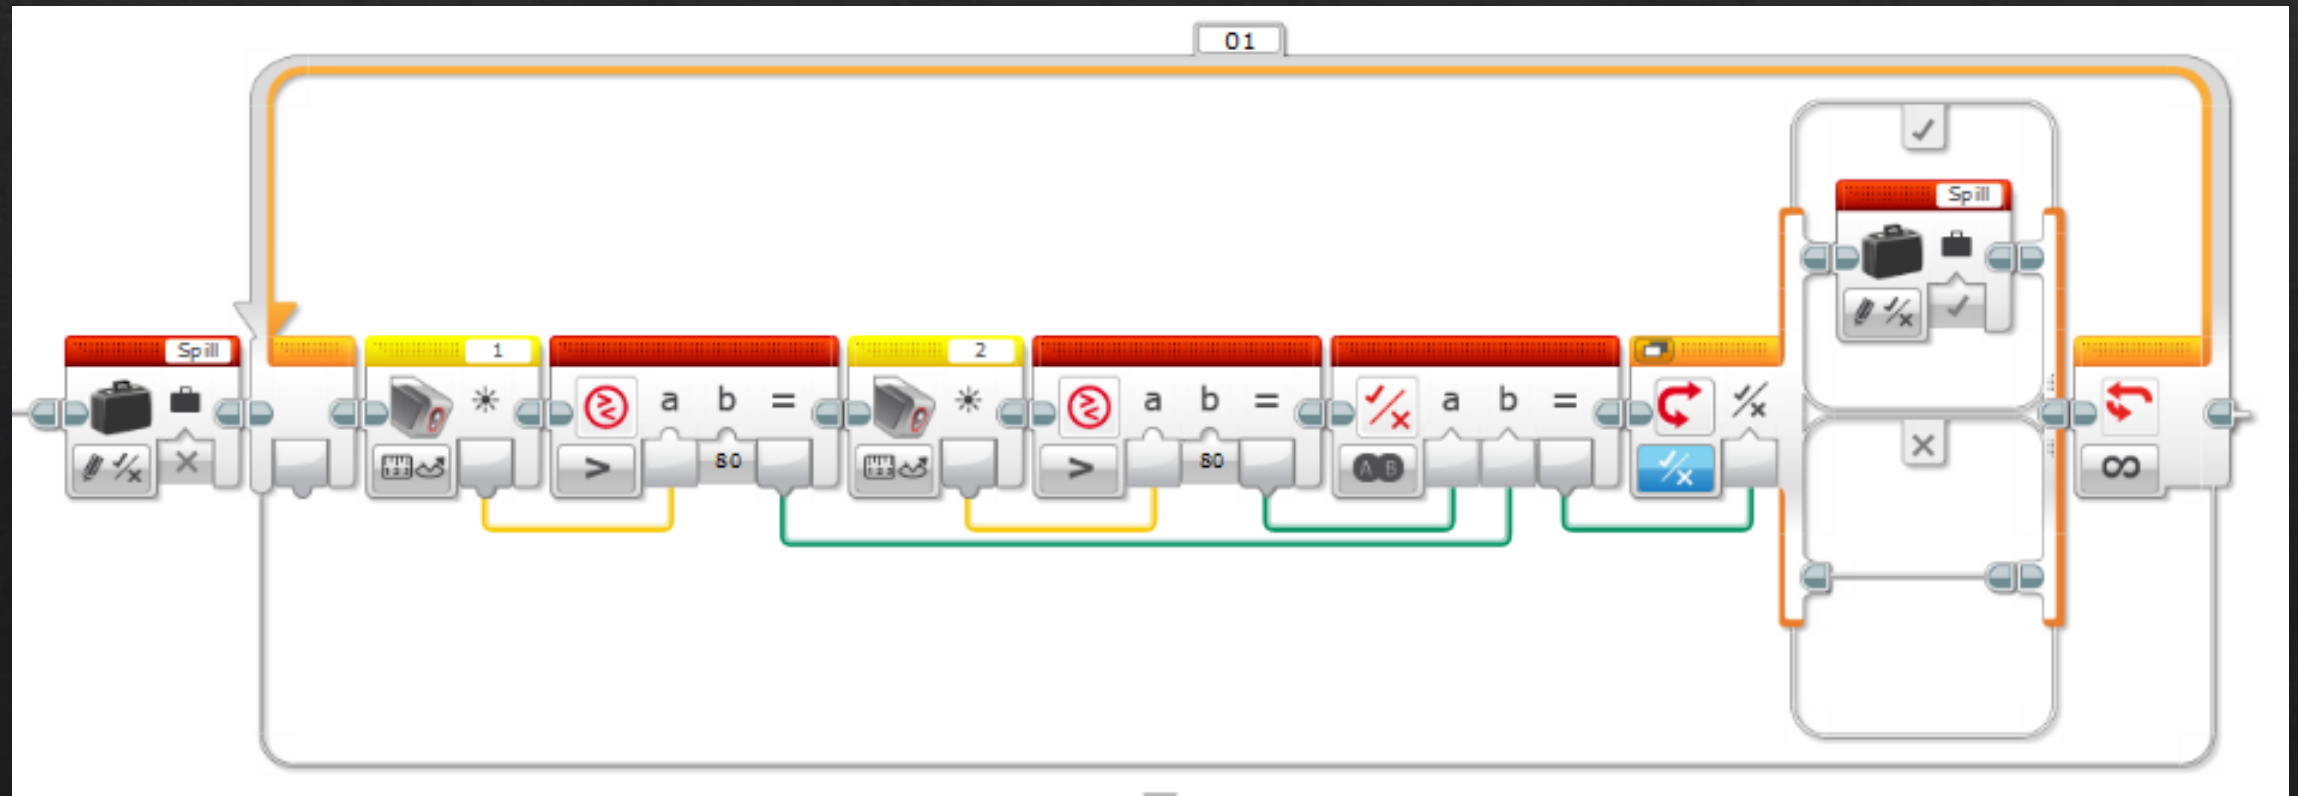 01
Spill
Spill 1 2
a b = a b = a b =
> 80 > 80 A B ∞